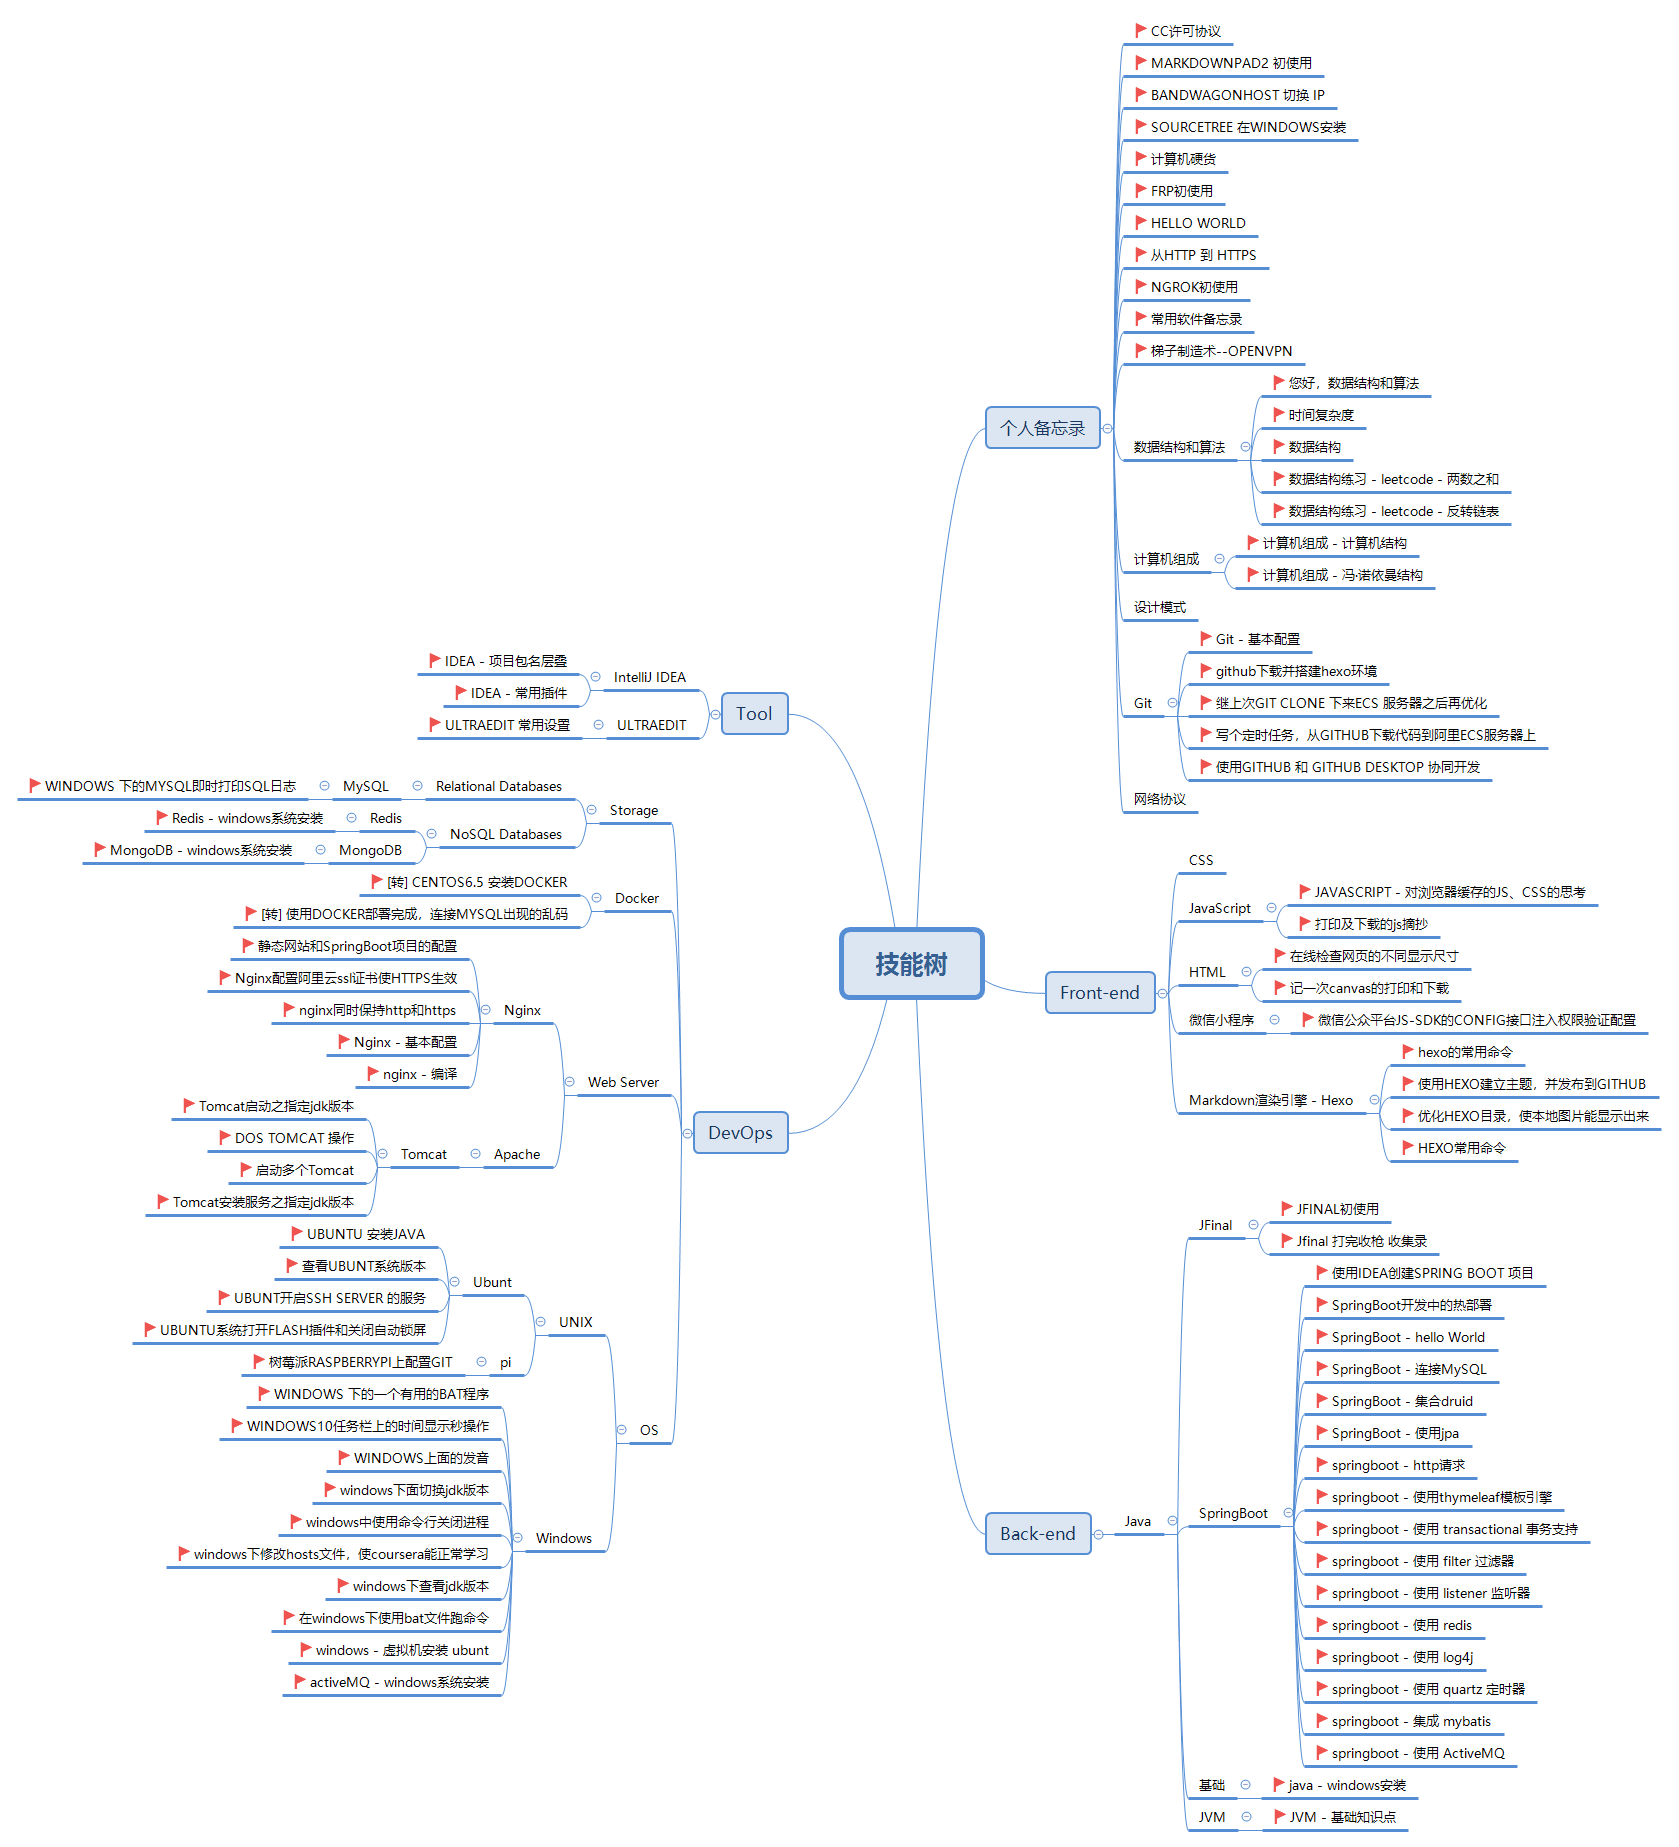 技能树
个人备忘录
CC许可协议
MARKDOWNPAD2 初使用
BANDWAGONHOST 切换 IP
SOURCETREE 在WINDOWS安装
计算机硬货
FRP初使用
HELLO WORLD
从HTTP 到 HTTPS
NGROK初使用
常用软件备忘录
梯子制造术--OPENVPN
数据结构和算法
您好，数据结构和算法
时间复杂度
数据结构
数据结构练习 - leetcode - 两数之和
数据结构练习 - leetcode - 反转链表
计算机组成
计算机组成 - 计算机结构
计算机组成 - 冯·诺依曼结构
设计模式
Git
Git - 基本配置
github下载并搭建hexo环境
继上次GIT CLONE 下来ECS 服务器之后再优化
写个定时任务，从GITHUB下载代码到阿里ECS服务器上
使用GITHUB 和 GITHUB DESKTOP 协同开发
网络协议
Front-end
CSS
JavaScript
JAVASCRIPT - 对浏览器缓存的JS、CSS的思考
打印及下载的js摘抄
HTML
在线检查网页的不同显示尺寸
记一次canvas的打印和下载
微信小程序
微信公众平台JS-SDK的CONFIG接口注入权限验证配置
Markdown渲染引擎 - Hexo
hexo的常用命令
使用HEXO建立主题，并发布到GITHUB
优化HEXO目录，使本地图片能显示出来
HEXO常用命令
Back-end
Java
JFinal
JFINAL初使用
Jfinal 打完收枪 收集录
SpringBoot
使用IDEA创建SPRING BOOT 项目
SpringBoot开发中的热部署
SpringBoot - hello World
SpringBoot - 连接MySQL
SpringBoot - 集合druid
SpringBoot - 使用jpa
springboot - http请求
springboot - 使用thymeleaf模板引擎
springboot - 使用 transactional 事务支持
springboot - 使用 filter 过滤器
springboot - 使用 listener 监听器
springboot - 使用 redis
springboot - 使用 log4j
springboot - 使用 quartz 定时器
springboot - 集成 mybatis
springboot - 使用 ActiveMQ
基础
java - windows安装
JVM
JVM - 基础知识点
Tool
IntelliJ IDEA
IDEA - 项目包名层叠
IDEA - 常用插件
ULTRAEDIT
ULTRAEDIT 常用设置
DevOps
Storage
Relational Databases
MySQL
WINDOWS 下的MYSQL即时打印SQL日志
NoSQL Databases
Redis
Redis - windows系统安装
MongoDB
MongoDB - windows系统安装
Docker
[转] CENTOS6.5 安装DOCKER
[转] 使用DOCKER部署完成，连接MYSQL出现的乱码
Web Server
Nginx
静态网站和SpringBoot项目的配置
Nginx配置阿里云ssl证书使HTTPS生效
nginx同时保持http和https
Nginx - 基本配置
nginx - 编译
Apache
Tomcat
Tomcat启动之指定jdk版本
DOS TOMCAT 操作
启动多个Tomcat
Tomcat安装服务之指定jdk版本
OS
UNIX
Ubunt
UBUNTU 安装JAVA
查看UBUNT系统版本
UBUNT开启SSH SERVER 的服务
UBUNTU系统打开FLASH插件和关闭自动锁屏
pi
树莓派RASPBERRYPI上配置GIT
Windows
WINDOWS 下的一个有用的BAT程序
WINDOWS10任务栏上的时间显示秒操作
WINDOWS上面的发音
windows下面切换jdk版本
windows中使用命令行关闭进程
windows下修改hosts文件，使coursera能正常学习
windows下查看jdk版本
在windows下使用bat文件跑命令
windows - 虚拟机安装 ubunt
activeMQ - windows系统安装